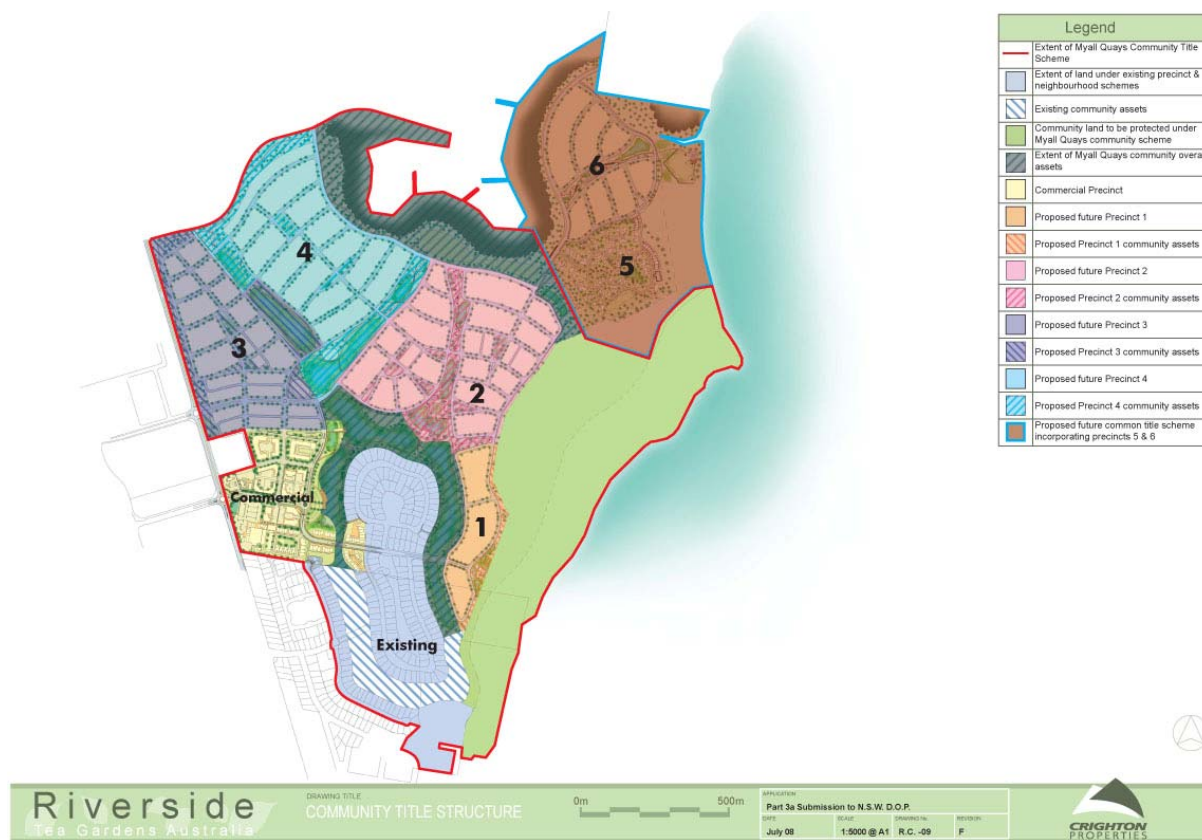 Legend
Extent of Myall Quays Community Title
Scheme
Extent of land under existing precinct &
neighbourhood schemes
Existing community assets
Community land to be protected under
Myall Quays community scheme
Extent of Myall Quays community overa
assets
Commercial Precinct
Proposed future Precinct 1
Proposed Precinct 1 community assets
Proposed future Precinct 2
Proposed Precinct 2 community assets
Proposed future Precinct 3
Proposed Precinct 3 community assets
Proposed future Precinct 4
Proposed Precinct 4 community assets
Proposed future common title scheme
incorporating precincts 5 & 6
6
4
5
3
2
Commercial
1
Existing
Riverside
Tea Gardens Australia
DRAWING TITLE
COMMUNITY TITLE STRUCTURE
0m 500m
APPLICATION
Part 3a Submission to N.S.W. D.O.P.
DATE SCALE DRAWING No. REVISION
July 08 1:5000 @ A1 R.C. -09 F
CRIGHTON
PROPERTIES